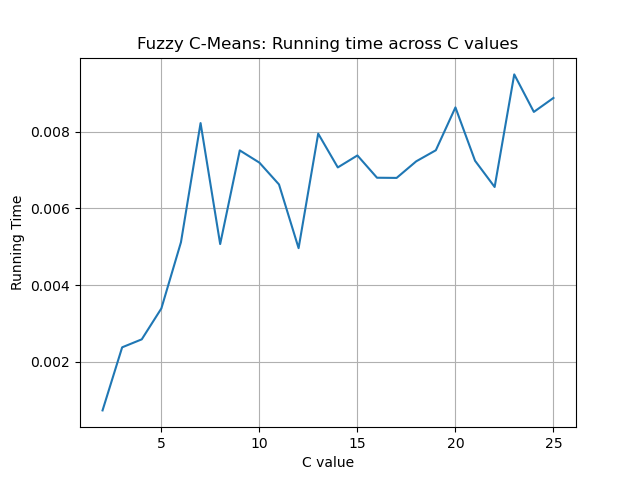 Fuzzy C-Means: Running time across C values
0.008
0.006
0.004
0.002
Running Time
5 10 15 20 25
C value